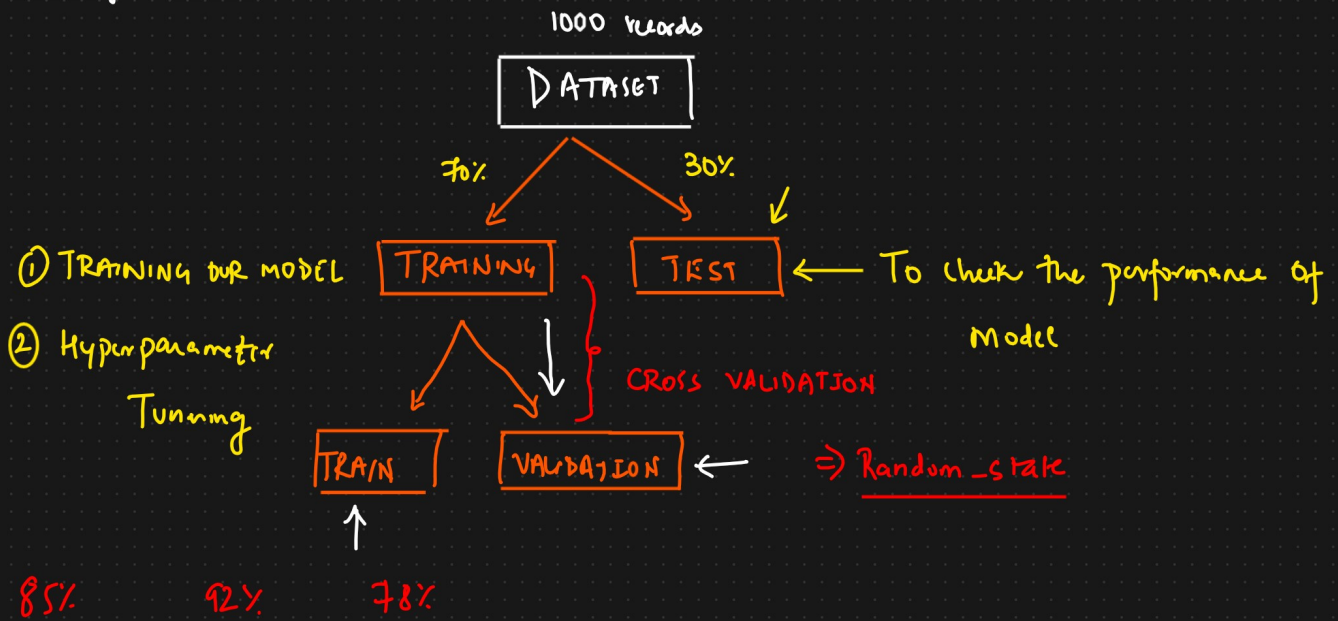 1000 records
DATASET
70% 30%
① TRAINING OUR MODEL TRAINING TEST ← To check the performance of
Model
② Hyperparameter
Tunning
CROSS VALIDATION
TRAIN VALIDATION ← ⇒ Random_state
85% 92% 78%